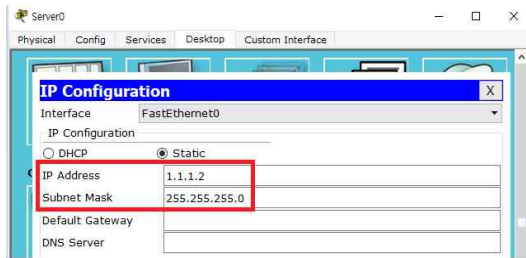 Server0
Physical Config Services Desktop Custom Interface
IP Configuration X
Interface FastEthernet0
IP Configuration
DHCP Static
IP Address 1.1.1.2
Subnet Mask 255.255.255.0
Default Gateway
DNS Server